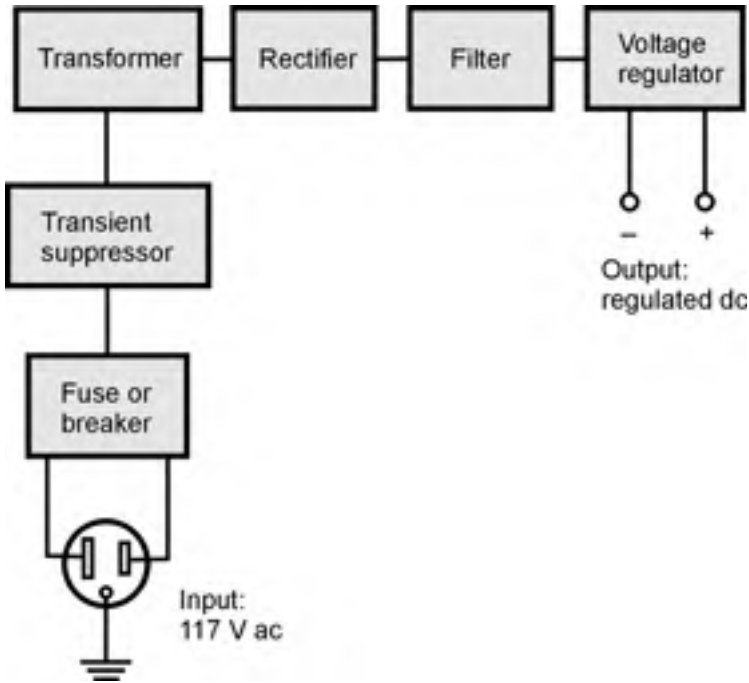 Transformer
Rectifier
Filter
Voltage
regulator
Transient
suppressor
– +
Output:
regulated dc
Fuse or
breaker
Input:
117 V ac